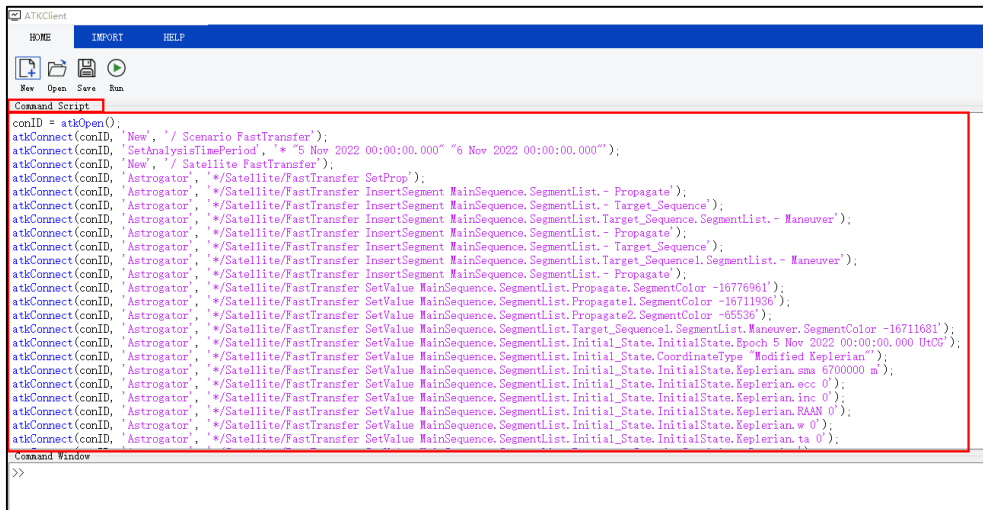 ATKClient
HOME IMPORT HELP
New Open Save Run
Command Script
conID = atkOpen();
atkConnect(conID, 'New', '/ Scenario FastTransfer');
atkConnect(conID, 'SetAnalysisTimePeriod', '* "5 Nov 2022 00:00:00.000" "6 Nov 2022 00:00:00.000"');
atkConnect(conID, 'New', '/ Satellite FastTransfer');
atkConnect(conID, 'Astrogator', '*/Satellite/FastTransfer SetProp');
atkConnect(conID, 'Astrogator', '*/Satellite/FastTransfer InsertSegment MainSequence.SegmentList.- Propagate');
atkConnect(conID, 'Astrogator', '*/Satellite/FastTransfer InsertSegment MainSequence.SegmentList.- Target_Sequence');
atkConnect(conID, 'Astrogator', '*/Satellite/FastTransfer InsertSegment MainSequence.SegmentList.Target_Sequence.SegmentList.- Maneuver');
atkConnect(conID, 'Astrogator', '*/Satellite/FastTransfer InsertSegment MainSequence.SegmentList.- Propagate');
atkConnect(conID, 'Astrogator', '*/Satellite/FastTransfer InsertSegment MainSequence.SegmentList.- Target_Sequence');
atkConnect(conID, 'Astrogator', '*/Satellite/FastTransfer InsertSegment MainSequence.SegmentList.Target_Sequence1.SegmentList.- Maneuver');
atkConnect(conID, 'Astrogator', '*/Satellite/FastTransfer InsertSegment MainSequence.SegmentList.- Propagate');
atkConnect(conID, 'Astrogator', '*/Satellite/FastTransfer SetValue MainSequence.SegmentList.Propagate.SegmentColor -16776961');
atkConnect(conID, 'Astrogator', '*/Satellite/FastTransfer SetValue MainSequence.SegmentList.Propagate1.SegmentColor -16711936');
atkConnect(conID, 'Astrogator', '*/Satellite/FastTransfer SetValue MainSequence.SegmentList.Propagate2.SegmentColor -65536');
atkConnect(conID, 'Astrogator', '*/Satellite/FastTransfer SetValue MainSequence.SegmentList.Target_Sequence1.SegmentList.Maneuver.SegmentColor -16711681');
atkConnect(conID, 'Astrogator', '*/Satellite/FastTransfer SetValue MainSequence.SegmentList.Initial_State.InitialState.Epoch 5 Nov 2022 00:00:00.000 UtCG');
atkConnect(conID, 'Astrogator', '*/Satellite/FastTransfer SetValue MainSequence.SegmentList.Initial_State.CoordinateType "Modified Keplerian"');
atkConnect(conID, 'Astrogator', '*/Satellite/FastTransfer SetValue MainSequence.SegmentList.Initial_State.InitialState.Keplerian.sma 6700000 m');
atkConnect(conID, 'Astrogator', '*/Satellite/FastTransfer SetValue MainSequence.SegmentList.Initial_State.InitialState.Keplerian.ecc 0');
atkConnect(conID, 'Astrogator', '*/Satellite/FastTransfer SetValue MainSequence.SegmentList.Initial_State.InitialState.Keplerian.inc 0');
atkConnect(conID, 'Astrogator', '*/Satellite/FastTransfer SetValue MainSequence.SegmentList.Initial_State.InitialState.Keplerian.RAAN 0');
atkConnect(conID, 'Astrogator', '*/Satellite/FastTransfer SetValue MainSequence.SegmentList.Initial_State.InitialState.Keplerian.w 0');
atkConnect(conID, 'Astrogator', '*/Satellite/FastTransfer SetValue MainSequence.SegmentList.Initial_State.InitialState.Keplerian.ta 0');
Command Window
>>